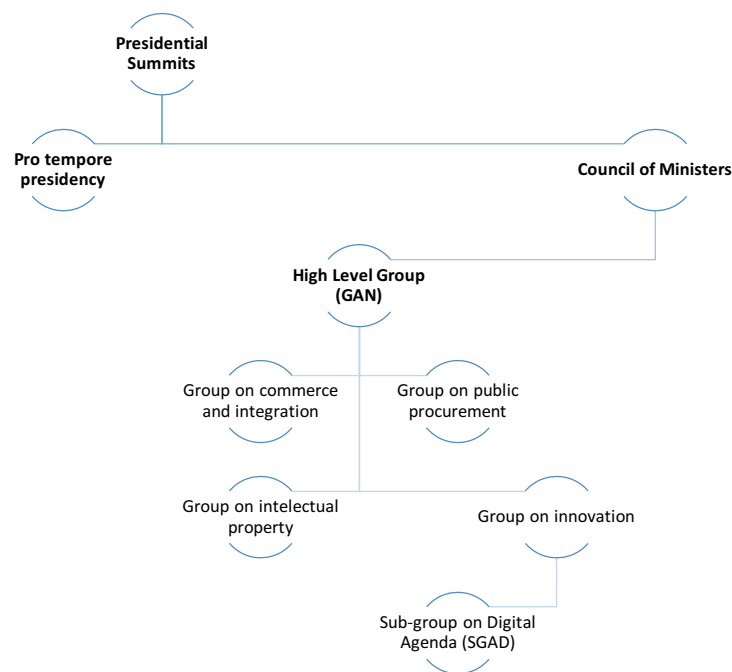 Presidential
Summits
Pro tempore
presidency
Council of Ministers
High Level Group
(GAN)
Group on commerce
and integration
Group on public
procurement
Group on intelectual
property
Group on innovation
Sub-group on Digital
Agenda (SGAD)